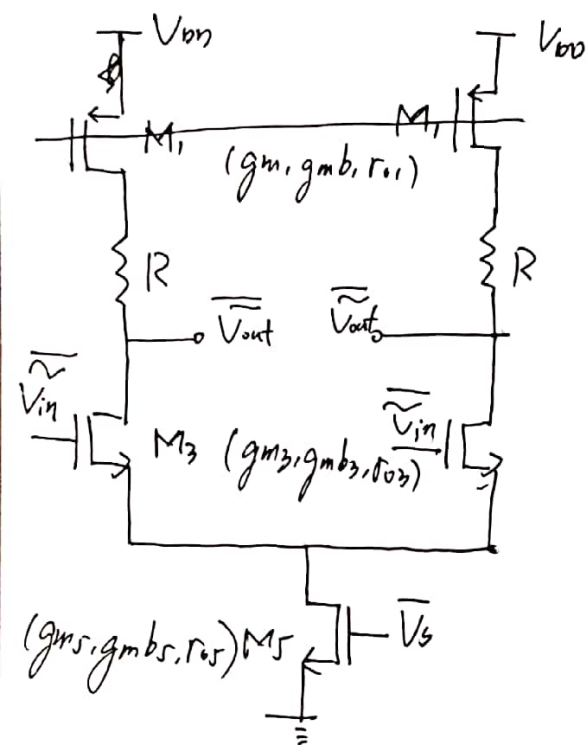 VDD
VDD
M1
M1
(gm, gmb, ro1)
R
R
Vout
Vout
Vin
Vin
M3 (gm3, gmb3, ro3)
(gm5, gmb5, ro5) M5
Vs